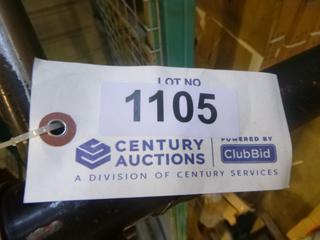 LOT NO
1105
CENTURY
AUCTIONS
POWERED BY
ClubBid
A DIVISION OF CENTURY SERVICES